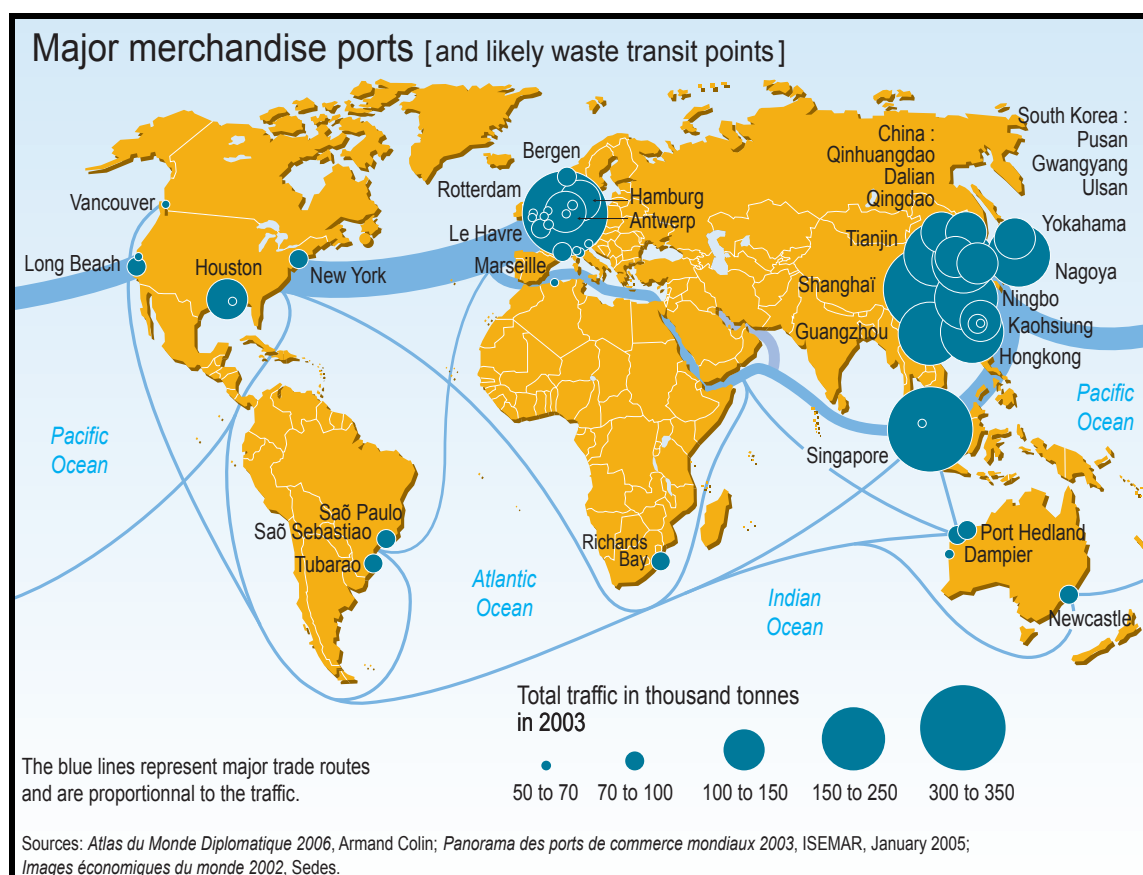 Major merchandise ports [and likely waste transit points]
South Korea :
Pusan
Gwangyang
Ulsan
China :
Qinhuangdao
Dalian
Qingdao
Bergen
Rotterdam
Hamburg
Antwerp
Vancouver
Le Havre
Tianjin
Yokahama
Long Beach
Houston
New York
Marseille
Shanghaï
Nagoya
Ningbo
Guangzhou
Kaohsiung
Hongkong
Pacific
Ocean
Pacific
Ocean
Singapore
Saõ Paulo
Saõ Sebastiao
Tubarao
Richards
Bay
Port Hedland
Dampier
Atlantic
Ocean
Indian
Ocean
Newcastle
Total traffic in thousand tonnes
in 2003
50 to 70
70 to 100
100 to 150
150 to 250
300 to 350
The blue lines represent major trade routes
and are proportionnal to the traffic.
Sources: Atlas du Monde Diplomatique 2006, Armand Colin; Panorama des ports de commerce mondiaux 2003, ISEMAR, January 2005;
Images économiques du monde 2002, Sedes.